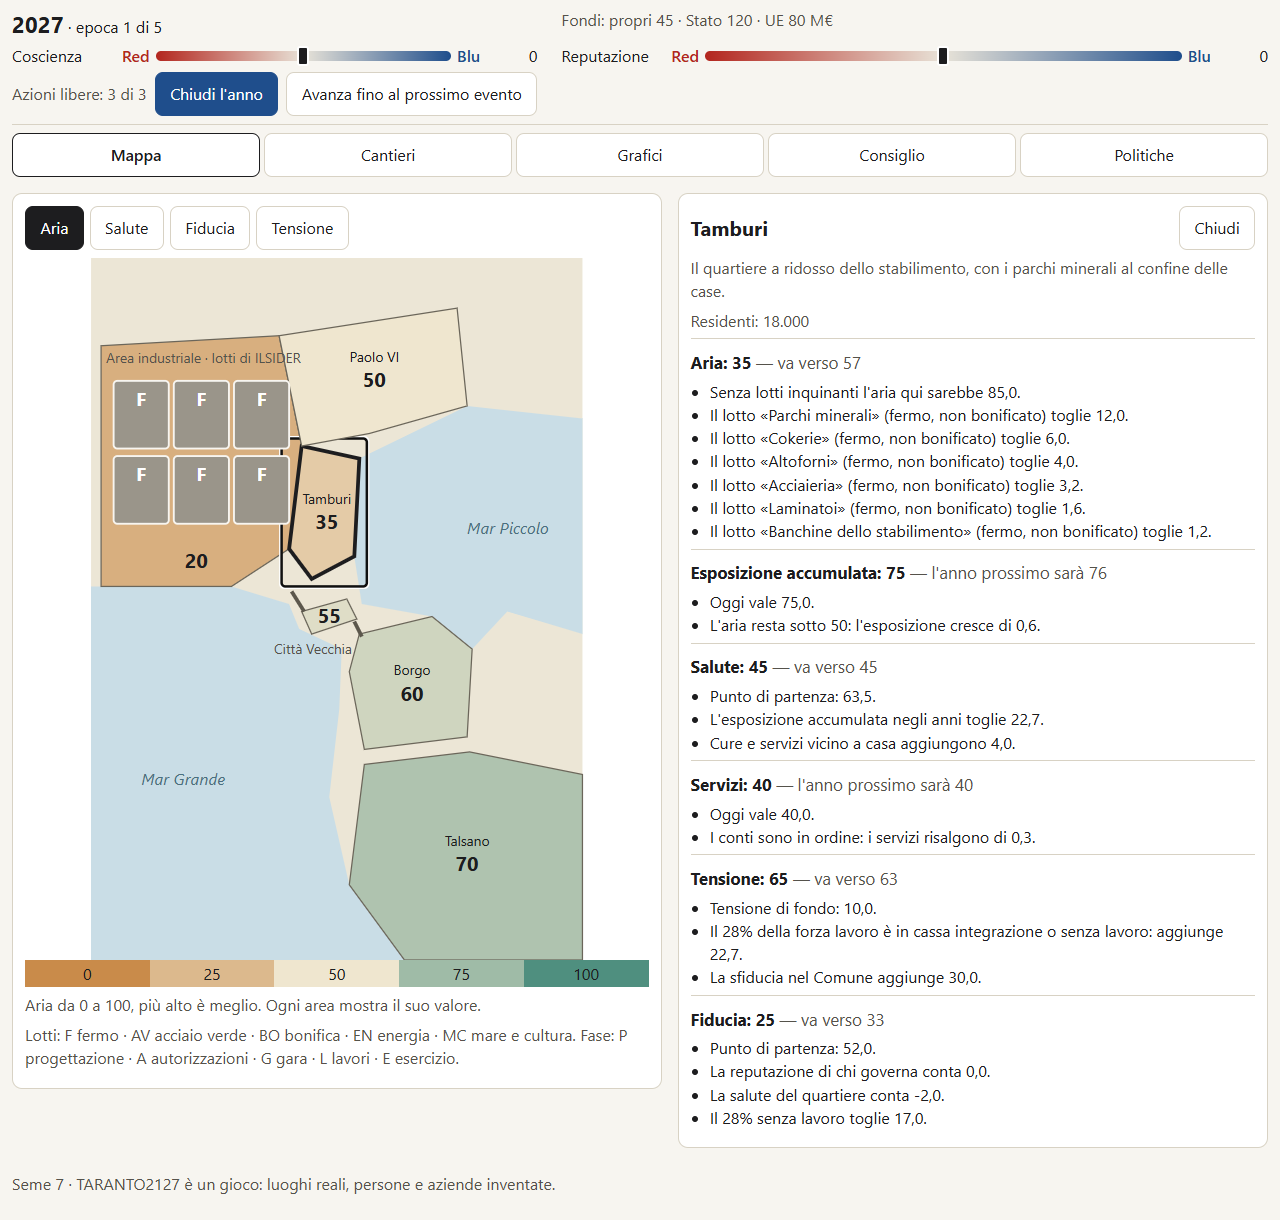 2027 · epoca 1 di 5
Fondi: propri 45 · Stato 120 · UE 80 M€
Coscienza Red Blu 0
Reputazione Red Blu 0
Azioni libere: 3 di 3 Chiudi l'anno Avanza fino al prossimo evento
Mappa Cantieri Grafici Consiglio Politiche
Aria Salute Fiducia Tensione
Area industriale · lotti di ILSIDER
F F F
F F F
20
Paolo VI
50
Tamburi
35
Mar Piccolo
55
Città Vecchia
Borgo
60
Mar Grande
Talsano
70
0 25 50 75 100
Aria da 0 a 100, più alto è meglio. Ogni area mostra il suo valore.
Lotti: F fermo · AV acciaio verde · BO bonifica · EN energia · MC mare e cultura. Fase: P
progettazione · A autorizzazioni · G gara · L lavori · E esercizio.
Tamburi Chiudi
Il quartiere a ridosso dello stabilimento, con i parchi minerali al confine delle
case.
Residenti: 18.000
Aria: 35 — va verso 57
• Senza lotti inquinanti l'aria qui sarebbe 85,0.
• Il lotto «Parchi minerali» (fermo, non bonificato) toglie 12,0.
• Il lotto «Cokerie» (fermo, non bonificato) toglie 6,0.
• Il lotto «Altoforni» (fermo, non bonificato) toglie 4,0.
• Il lotto «Acciaieria» (fermo, non bonificato) toglie 3,2.
• Il lotto «Laminatoi» (fermo, non bonificato) toglie 1,6.
• Il lotto «Banchine dello stabilimento» (fermo, non bonificato) toglie 1,2.
Esposizione accumulata: 75 — l'anno prossimo sarà 76
• Oggi vale 75,0.
• L'aria resta sotto 50: l'esposizione cresce di 0,6.
Salute: 45 — va verso 45
• Punto di partenza: 63,5.
• L'esposizione accumulata negli anni toglie 22,7.
• Cure e servizi vicino a casa aggiungono 4,0.
Servizi: 40 — l'anno prossimo sarà 40
• Oggi vale 40,0.
• I conti sono in ordine: i servizi risalgono di 0,3.
Tensione: 65 — va verso 63
• Tensione di fondo: 10,0.
• Il 28% della forza lavoro è in cassa integrazione o senza lavoro: aggiunge
22,7.
• La sfiducia nel Comune aggiunge 30,0.
Fiducia: 25 — va verso 33
• Punto di partenza: 52,0.
• La reputazione di chi governa conta 0,0.
• La salute del quartiere conta -2,0.
• Il 28% senza lavoro toglie 17,0.
Seme 7 · TARANTO2127 è un gioco: luoghi reali, persone e aziende inventate.